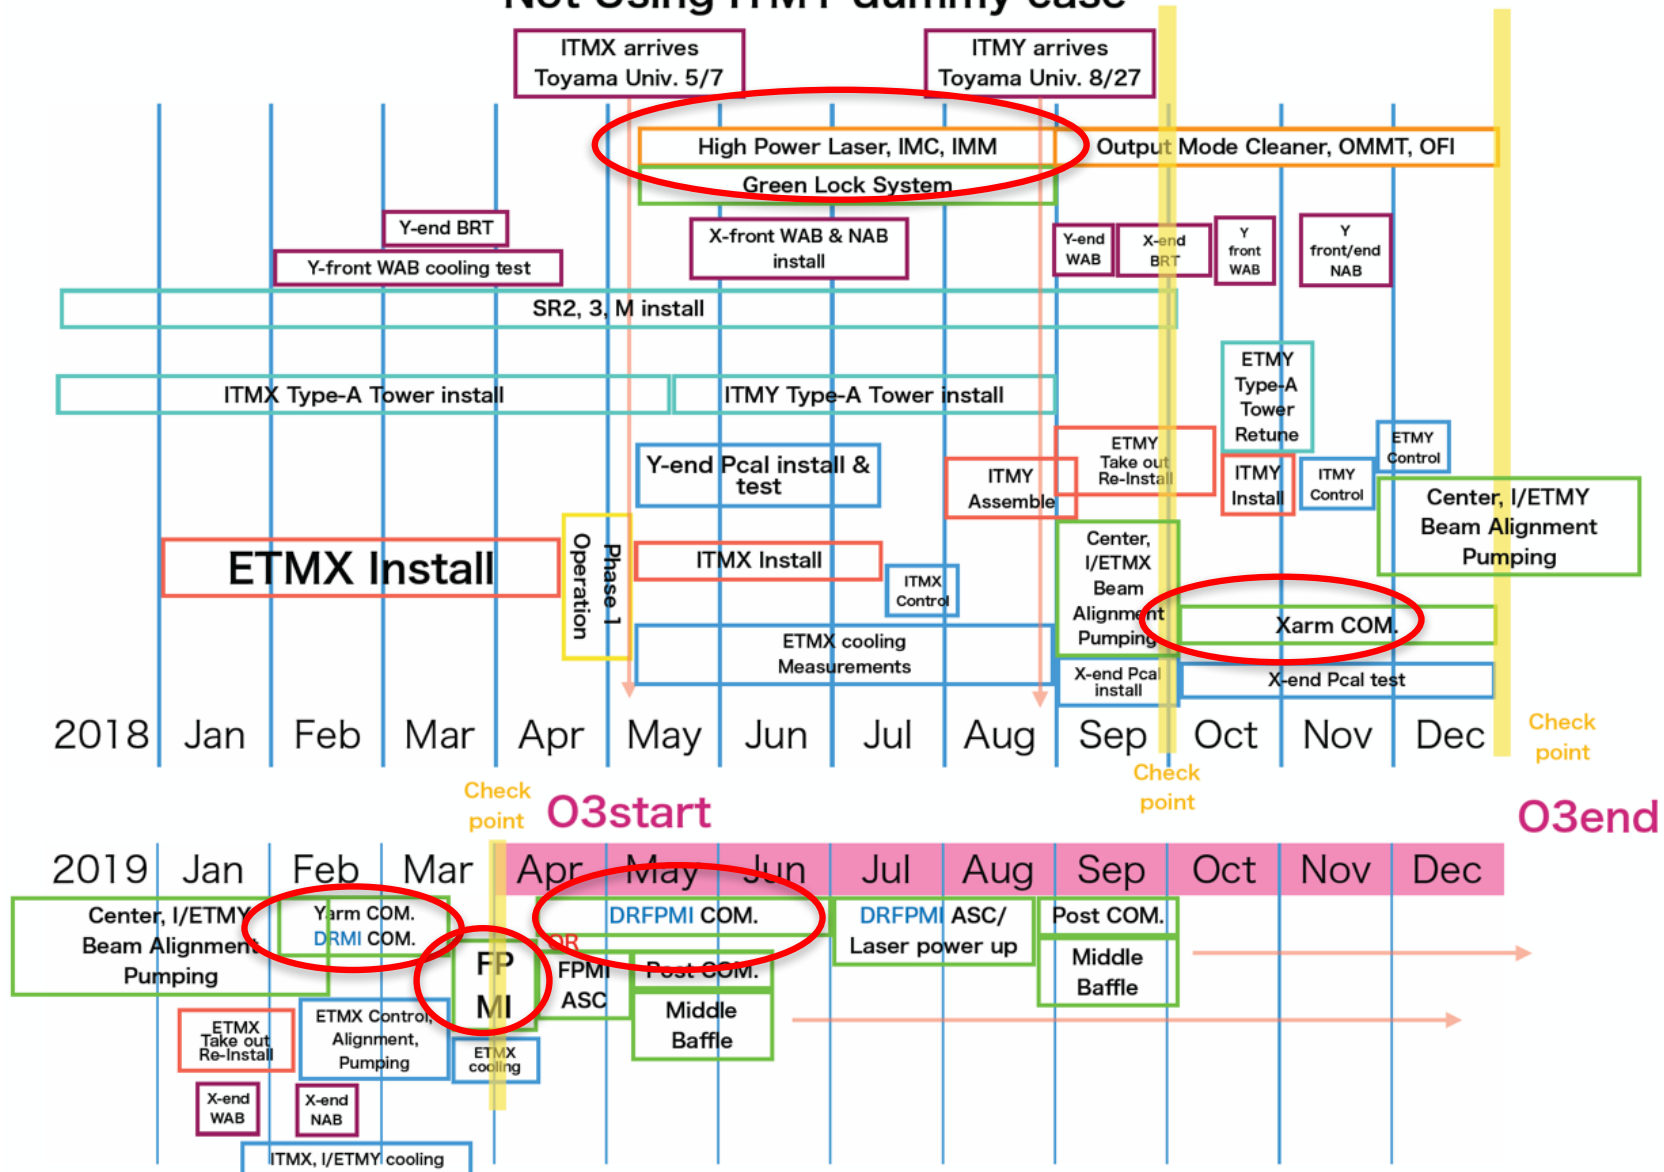 Not Using ITMY dummy case
ITMX arrives
Toyama Univ. 5/7
ITMY arrives
Toyama Univ. 8/27
High Power Laser, IMC, IMM
Output Mode Cleaner, OMMT, OFI
Green Lock System
Y-end BRT
X-front WAB & NAB
install
Y-end
WAB
X-end
BRT
Y
front
WAB
Y
front/end
NAB
Y-front WAB cooling test
SR2, 3, M install
ITMX Type-A Tower install
ITMY Type-A Tower install
ETMY
Type-A
Tower
Retune
Y-end Pcal install &
test
ITMY
Assemble
ETMY
Take out
Re-Install
ITMY
Install
ITMY
Control
ETMY
Control
Center, I/ETMY
Beam Alignment
Pumping
ETMX Install
Phase 1
Operation
ITMX Install
ITMX
Control
Center,
I/ETMX
Beam
Alignment
Pumping
Xarm COM.
ETMX cooling
Measurements
X-end Pcal
install
X-end Pcal test
2018 Jan Feb Mar Apr May Jun Jul Aug Sep Oct Nov Dec
Check
point
Check
point
Check
point
O3start
O3end
2019 Jan Feb Mar Apr May Jun Jul Aug Sep Oct Nov Dec
Center, I/ETMY
Beam Alignment
Pumping
Yarm COM.
DRMI COM.
FP
MI
DRFPMI COM.
OR
FPMI
ASC
Post COM.
Middle
Baffle
DRFPMI ASC/
Laser power up
Post COM.
Middle
Baffle
ETMX
Take out
Re-Install
ETMX Control,
Alignment,
Pumping
ETMX
cooling
X-end
WAB
X-end
NAB
ITMX, I/ETMY cooling